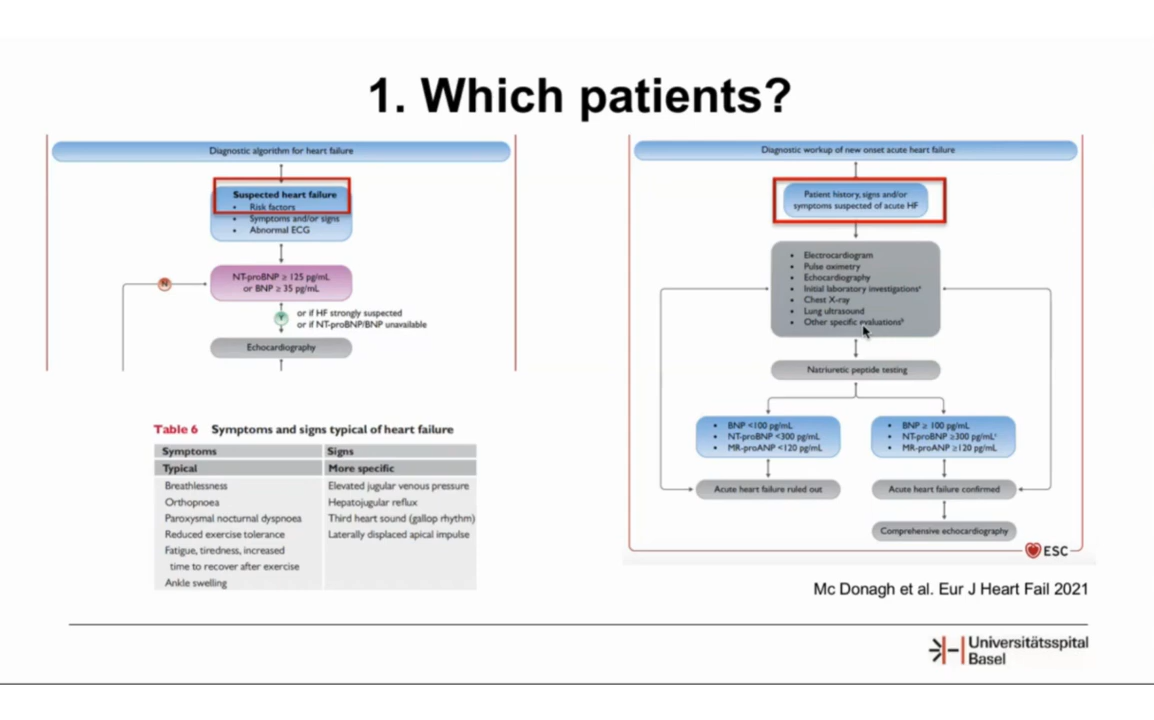 1. Which patients?
Diagnostic algorithm for heart failure
Suspected heart failure
• Risk factors
• Symptoms and/or signs
• Abnormal ECG
N
NT-proBNP ≥ 125 pg/mL
or BNP ≥ 35 pg/mL
Y
or if HF strongly suspected
or if NT-proBNP/BNP unavailable
Echocardiography
Table 6 Symptoms and signs typical of heart failure
Symptoms Signs
Typical More specific
Breathlessness Elevated jugular venous pressure
Orthopnoea Hepatojugular reflux
Paroxysmal nocturnal dyspnoea Third heart sound (gallop rhythm)
Reduced exercise tolerance Laterally displaced apical impulse
Fatigue, tiredness, increased
time to recover after exercise
Ankle swelling
Diagnostic workup of new onset acute heart failure
Patient history, signs and/or
symptoms suspected of acute HF
• Electrocardiogram
• Pulse oximetry
• Echocardiography
• Initial laboratory investigationsᵃ
• Chest X-ray
• Lung ultrasound
• Other specific evaluationsᵇ
Natriuretic peptide testing
• BNP <100 pg/mL
• NT-proBNP <300 pg/mL
• MR-proANP <120 pg/mL
• BNP ≥ 100 pg/mL
• NT-proBNP ≥300 pg/mLᶜ
• MR-proANP ≥120 pg/mL
Acute heart failure ruled out
Acute heart failure confirmed
Comprehensive echocardiography
ESC
Mc Donagh et al. Eur J Heart Fail 2021
Universitätsspital
Basel